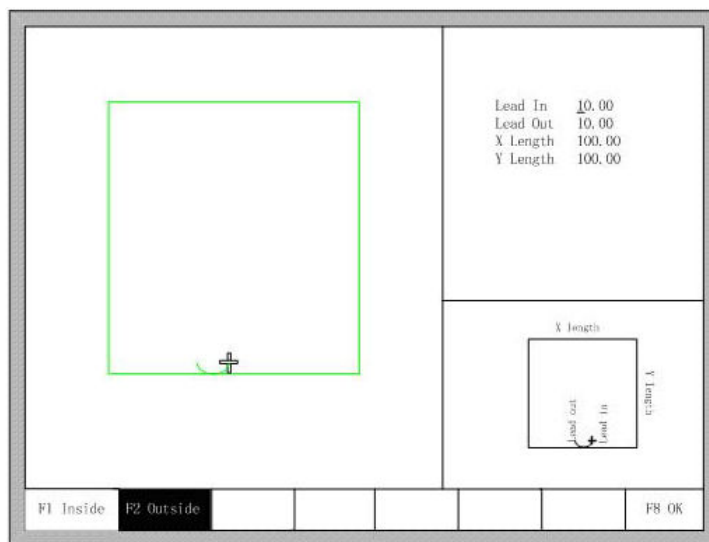 Lead In 10.00
Lead Out 10.00
X Length 100.00
Y Length 100.00
X length
Y length
Lead out
Lead in
F1 Inside F2 Outside F8 OK